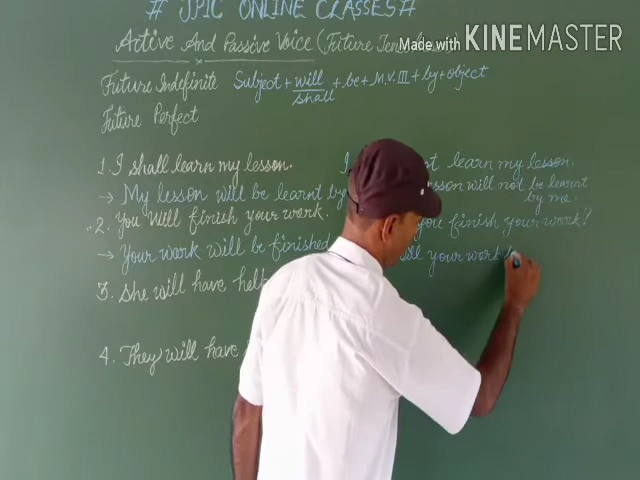 # JPIC ONLINE CLASSES #
Active And Passive Voice (Future
Made with KINEMASTER
Future Indefinite Subject + will/shall + be + M.V. III + by + object
Future Perfect
1. I shall learn my lesson. I learn my lesson.
→ My lesson will be learnt by will not be learnt
by me.
2. You will finish your work. you finish your work?
→ Your work will be finished your work
3. She will have
4. They will have